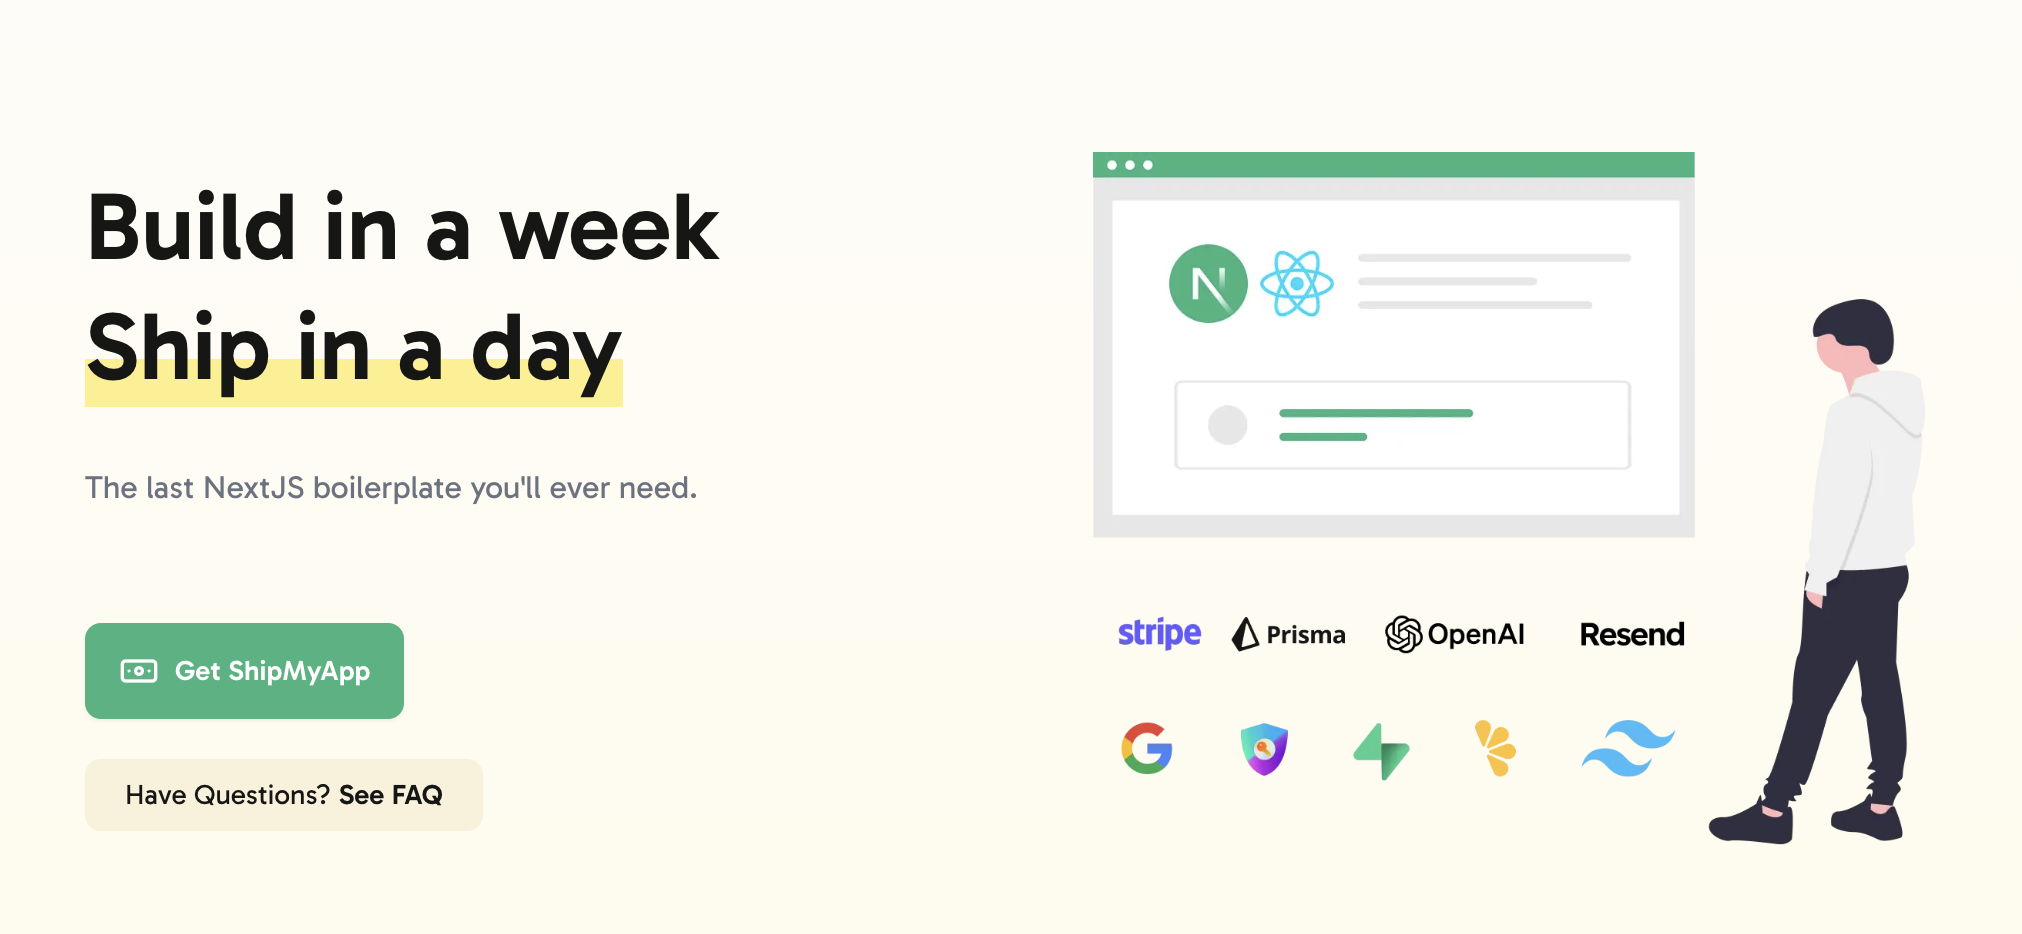 Build in a week
Ship in a day
The last NextJS boilerplate you'll ever need.
Get ShipMyApp
Have Questions? See FAQ
N
stripe
Prisma
OpenAI
Resend
G